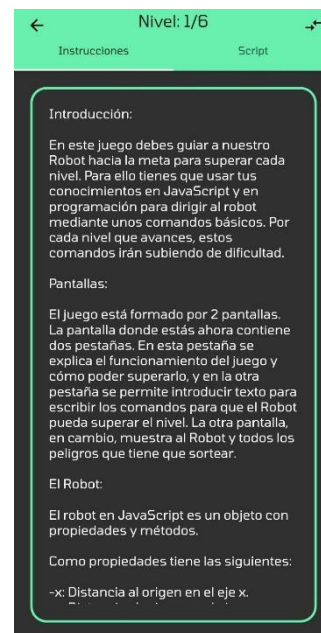 Nivel: 1/6
Instrucciones
Script
Introducción:
En este juego debes guiar a nuestro
Robot hacia la meta para superar cada
nivel. Para ello tienes que usar tus
conocimientos en JavaScript y en
programación para dirigir al robot
mediante unos comandos básicos. Por
cada nivel que avances, estos
comandos irán subiendo de dificultad.
Pantallas:
El juego está formado por 2 pantallas.
La pantalla donde estás ahora contiene
dos pestañas. En esta pestaña se
explica el funcionamiento del juego y
cómo poder superarlo, y en la otra
pestaña se permite introducir texto para
escribir los comandos para que el Robot
pueda superar el nivel. La otra pantalla,
en cambio, muestra al Robot y todos los
peligros que tiene que sortear.
El Robot:
El robot en JavaScript es un objeto con
propiedades y métodos.
Como propiedades tiene las siguientes:
-x: Distancia al origen en el eje x.